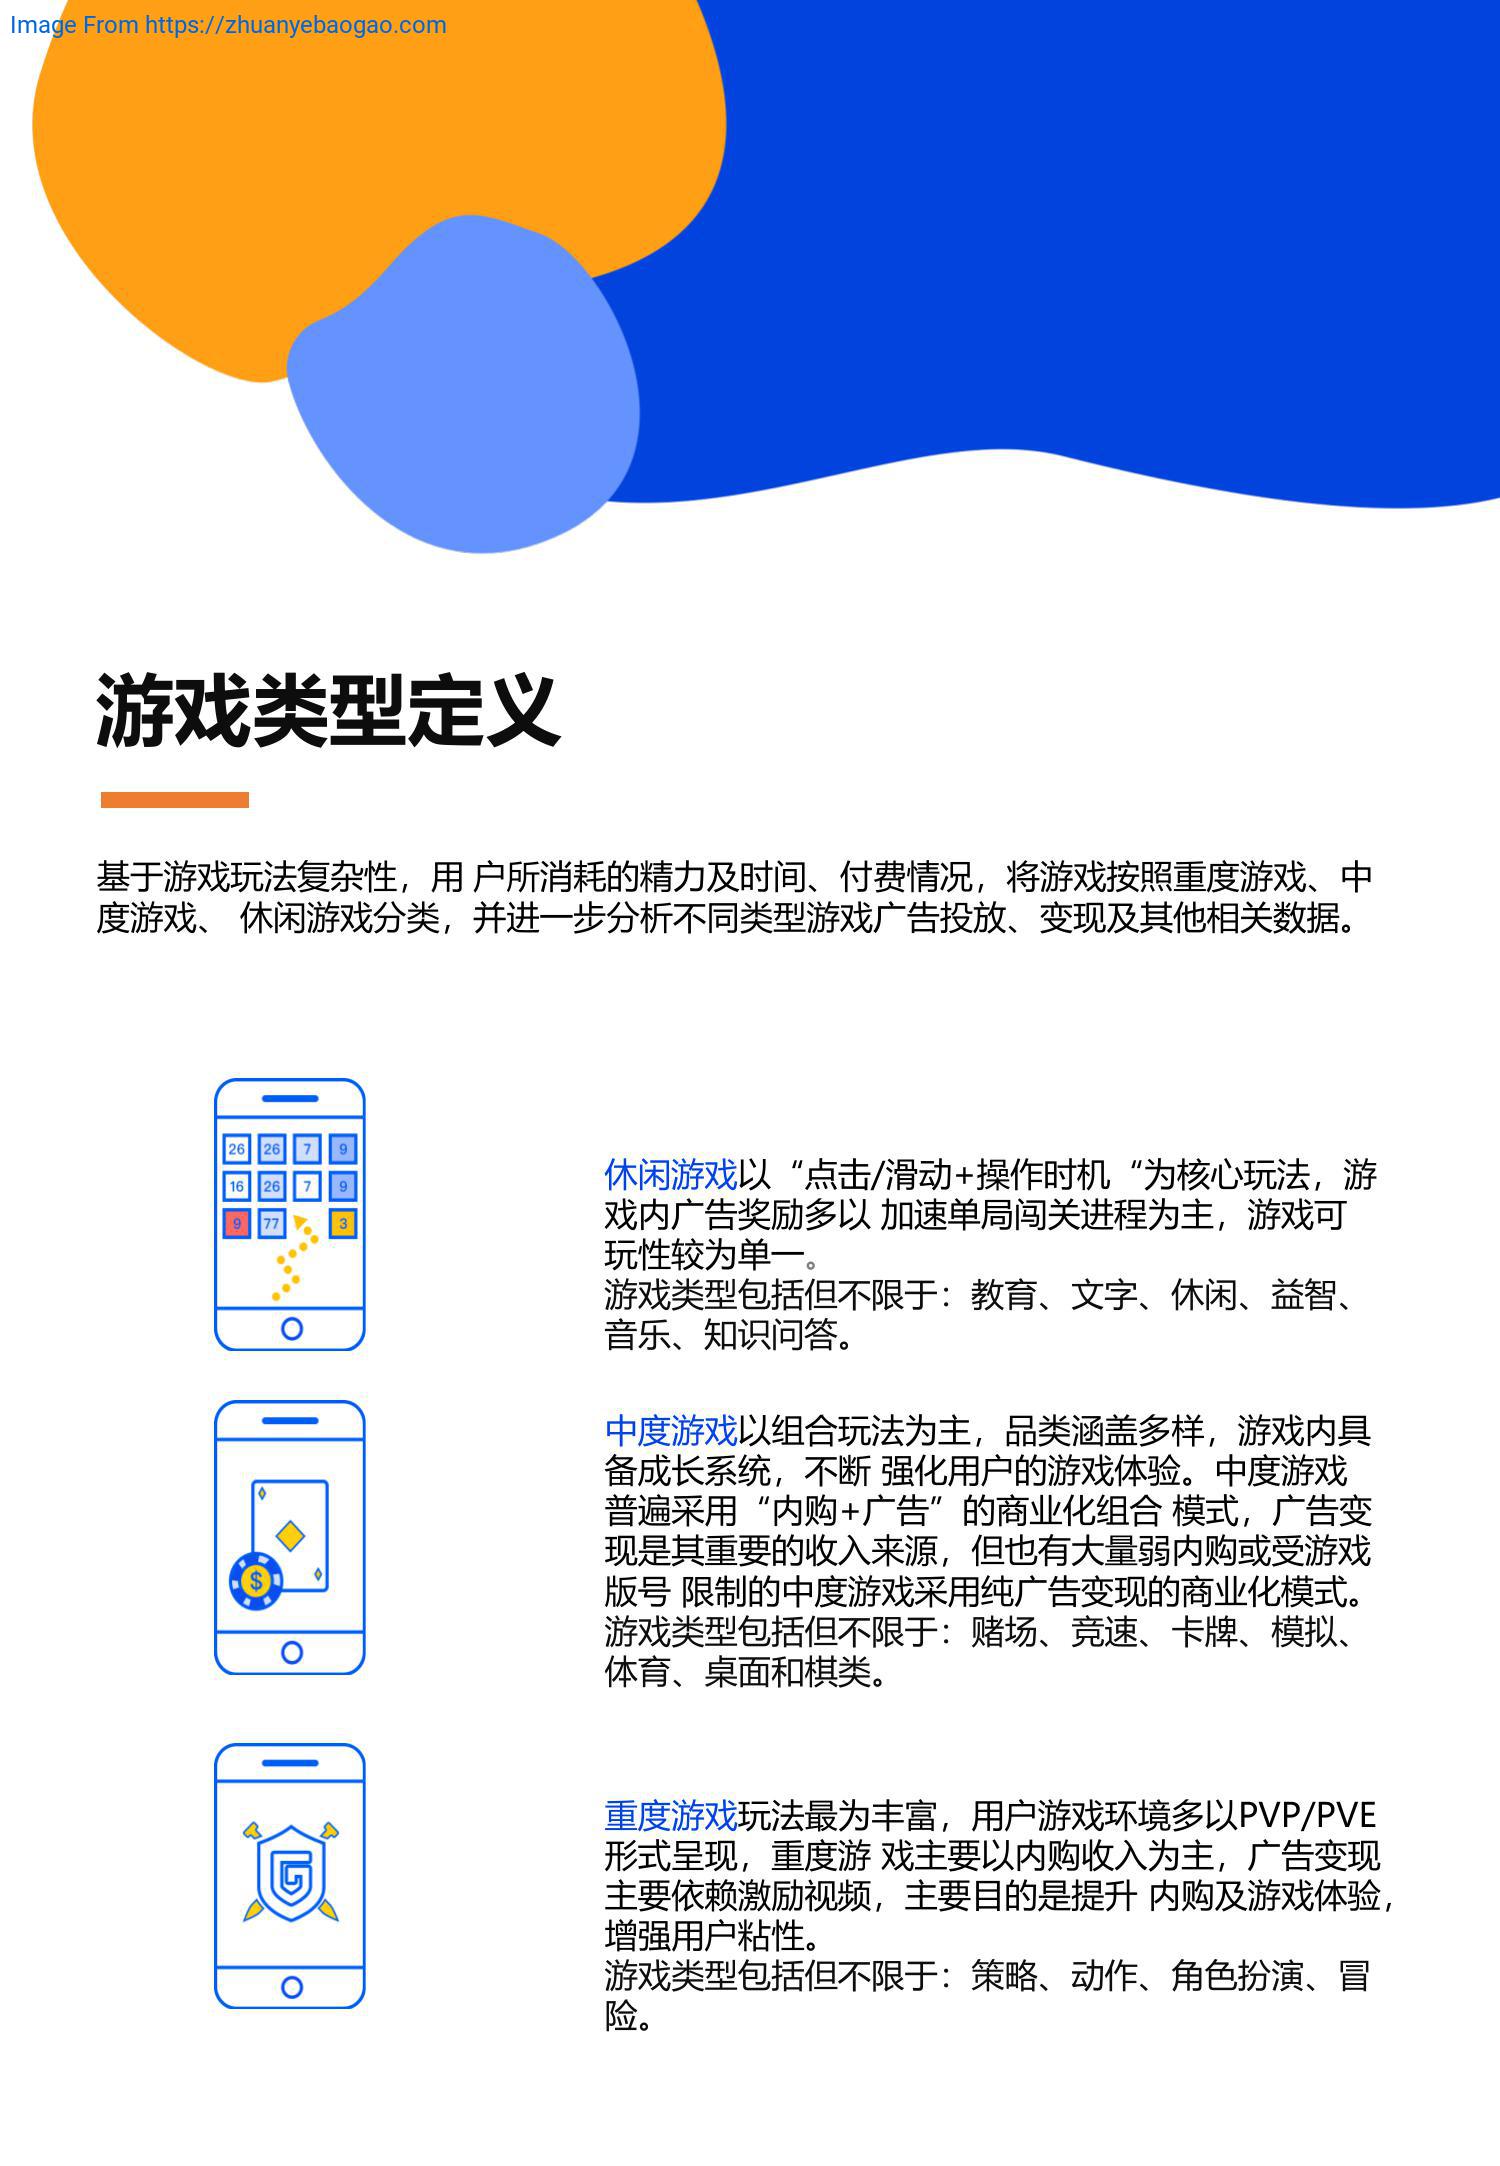 Image From https://zhuanyebaogao.com
游戏类型定义
基于游戏玩法复杂性，用 户所消耗的精力及时间、付费情况，将游戏按照重度游戏、中
度游戏、 休闲游戏分类，并进一步分析不同类型游戏广告投放、变现及其他相关数据。
26 26 7 9
16 26 7 9
9 77 3
休闲游戏以“点击/滑动+操作时机“为核心玩法，游
戏内广告奖励多以 加速单局闯关进程为主，游戏可
玩性较为单一。
游戏类型包括但不限于：教育、文字、休闲、益智、
音乐、知识问答。
$
中度游戏以组合玩法为主，品类涵盖多样，游戏内具
备成长系统，不断 强化用户的游戏体验。中度游戏
普遍采用“内购+广告”的商业化组合 模式，广告变
现是其重要的收入来源，但也有大量弱内购或受游戏
版号 限制的中度游戏采用纯广告变现的商业化模式。
游戏类型包括但不限于：赌场、竞速、卡牌、模拟、
体育、桌面和棋类。
G
重度游戏玩法最为丰富，用户游戏环境多以PVP/PVE
形式呈现，重度游 戏主要以内购收入为主，广告变现
主要依赖激励视频，主要目的是提升 内购及游戏体验，
增强用户粘性。
游戏类型包括但不限于：策略、动作、角色扮演、冒
险。